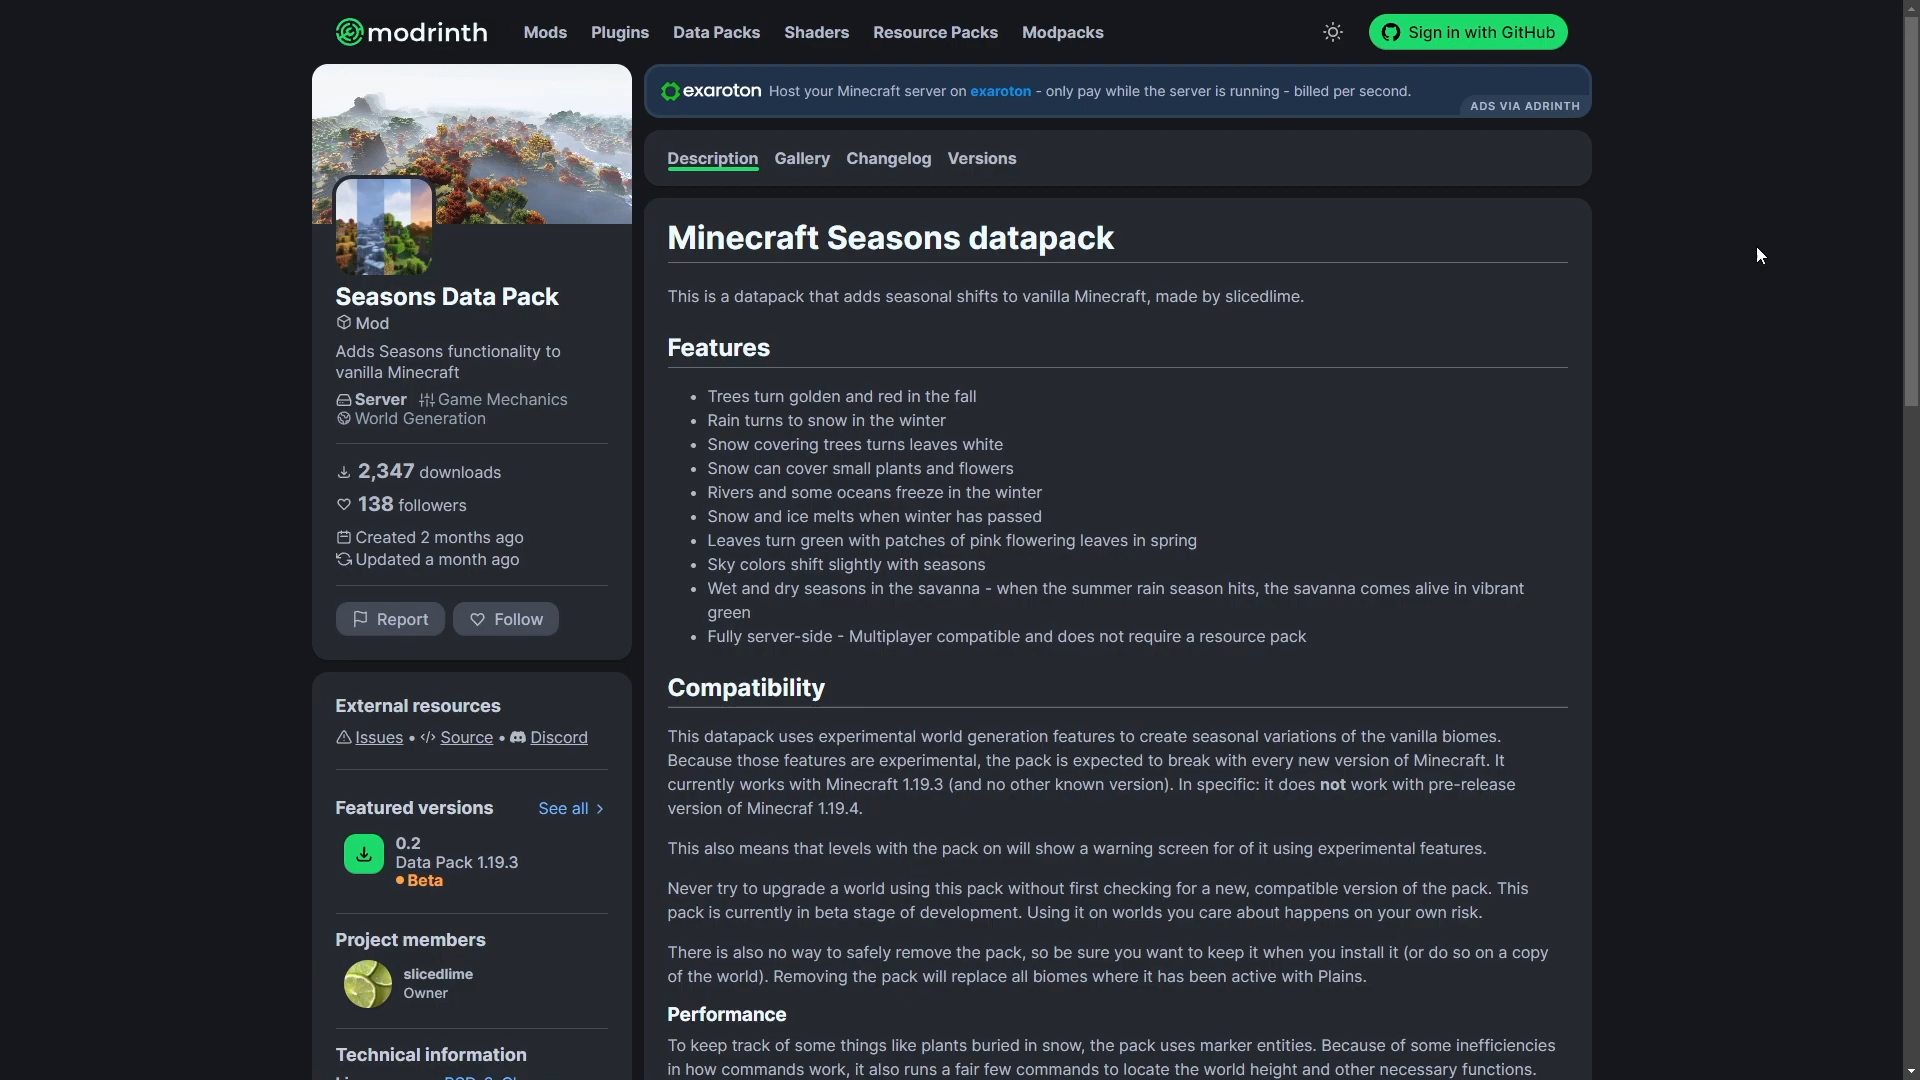 modrinth
Mods Plugins Data Packs Shaders Resource Packs Modpacks
Sign in with GitHub
exaroton Host your Minecraft server on exaroton - only pay while the server is running - billed per second.
ADS VIA ADRINTH
Description Gallery Changelog Versions
Seasons Data Pack
Mod
Adds Seasons functionality to
vanilla Minecraft
Server Game Mechanics
World Generation
2,347 downloads
138 followers
Created 2 months ago
Updated a month ago
Report Follow
External resources
Issues • Source • Discord
Featured versions See all
0.2
Data Pack 1.19.3
Beta
Project members
slicedlime
Owner
Technical information
Minecraft Seasons datapack
This is a datapack that adds seasonal shifts to vanilla Minecraft, made by slicedlime.
Features
• Trees turn golden and red in the fall
• Rain turns to snow in the winter
• Snow covering trees turns leaves white
• Snow can cover small plants and flowers
• Rivers and some oceans freeze in the winter
• Snow and ice melts when winter has passed
• Leaves turn green with patches of pink flowering leaves in spring
• Sky colors shift slightly with seasons
• Wet and dry seasons in the savanna - when the summer rain season hits, the savanna comes alive in vibrant
green
• Fully server-side - Multiplayer compatible and does not require a resource pack
Compatibility
This datapack uses experimental world generation features to create seasonal variations of the vanilla biomes.
Because those features are experimental, the pack is expected to break with every new version of Minecraft. It
currently works with Minecraft 1.19.3 (and no other known version). In specific: it does not work with pre-release
version of Minecraf 1.19.4.
This also means that levels with the pack on will show a warning screen for of it using experimental features.
Never try to upgrade a world using this pack without first checking for a new, compatible version of the pack. This
pack is currently in beta stage of development. Using it on worlds you care about happens on your own risk.
There is also no way to safely remove the pack, so be sure you want to keep it when you install it (or do so on a copy
of the world). Removing the pack will replace all biomes where it has been active with Plains.
Performance
To keep track of some things like plants buried in snow, the pack uses marker entities. Because of some inefficiencies
in how commands work, it also runs a fair few commands to locate the world height and other necessary functions.